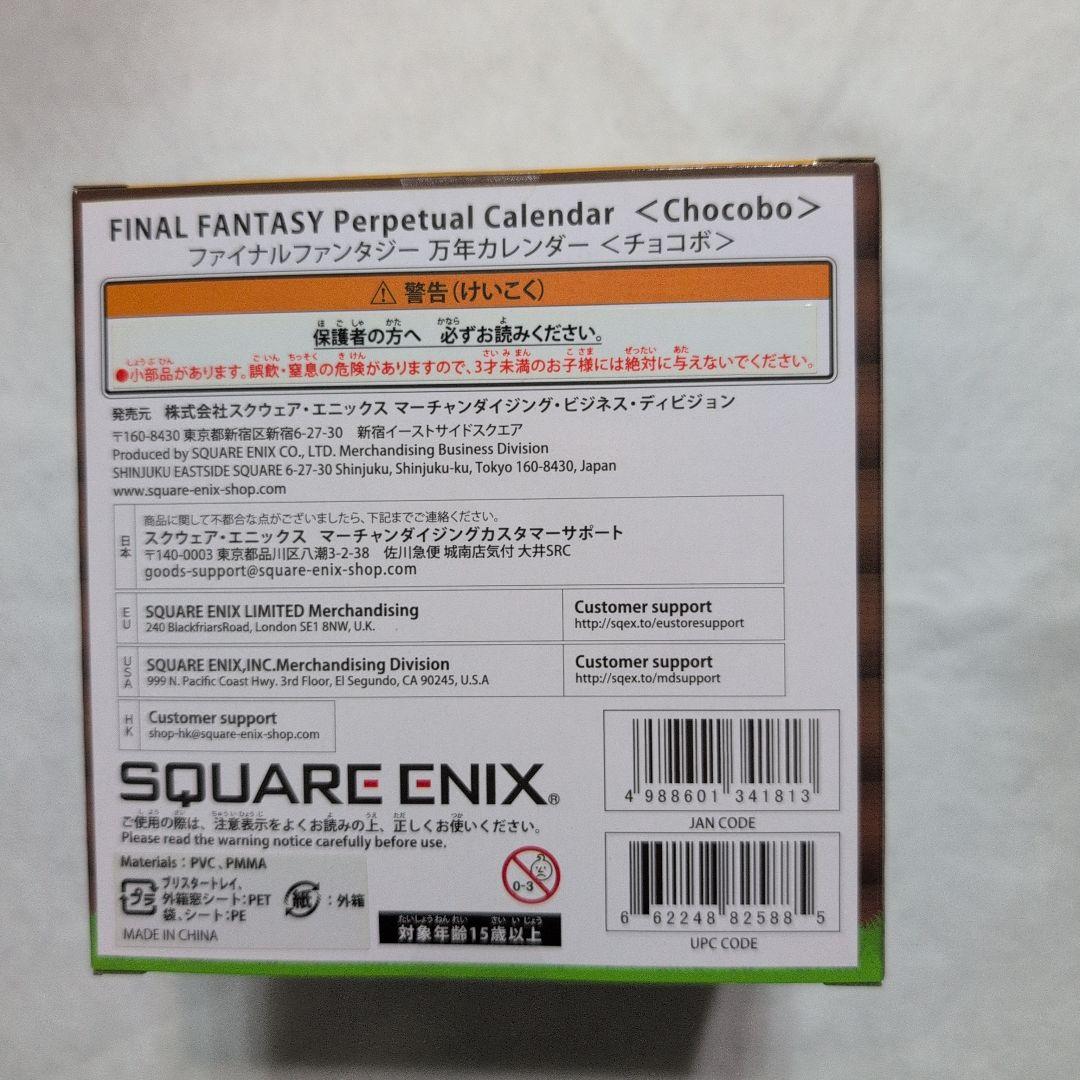 FINAL FANTASY Perpetual Calendar <Chocobo>
ファイナルファンタジー 万年カレンダー <チョコボ>
⚠ 警告(けいこく)
保護者の方へ 必ずお読みください。
●小部品があります。誤飲・窒息の危険がありますので、3才未満のお子様には絶対に与えないでください。
発売元 株式会社スクウェア・エニックス マーチャンダイジング・ビジネス・ディビジョン
〒160-8430 東京都新宿区新宿6-27-30 新宿イーストサイドスクエア
Produced by SQUARE ENIX CO., LTD. Merchandising Business Division
SHINJUKU EASTSIDE SQUARE 6-27-30 Shinjuku, Shinjuku-ku, Tokyo 160-8430, Japan
www.square-enix-shop.com
日本
商品に関して不都合な点がございましたら、下記までご連絡ください。
スクウェア・エニックス マーチャンダイジングカスタマーサポート
〒140-0003 東京都品川区八潮3-2-38 佐川急便 城南店気付 大井SRC
goods-support@square-enix-shop.com
EU
SQUARE ENIX LIMITED Merchandising
240 BlackfriarsRoad, London SE1 8NW, U.K.
Customer support
http://sqex.to/eustoresupport
USA
SQUARE ENIX,INC.Merchandising Division
999 N. Pacific Coast Hwy. 3rd Floor, El Segundo, CA 90245, U.S.A
Customer support
http://sqex.to/mdsupport
HK
Customer support
shop-hk@square-enix-shop.com
SQUARE ENIX®
ご使用の際は、注意表示をよくお読みの上、正しくお使いください。
Please read the warning notice carefully before use.
Materials : PVC、PMMA
プラ
ブリスタートレイ、
外箱窓シート:PET
袋、シート:PE
紙 : 外箱
MADE IN CHINA
0-3
たいしょうねんれい さいいじょう
対象年齢15歳以上
4 988601 341813
JAN CODE
6 62248 82588 5
UPC CODE